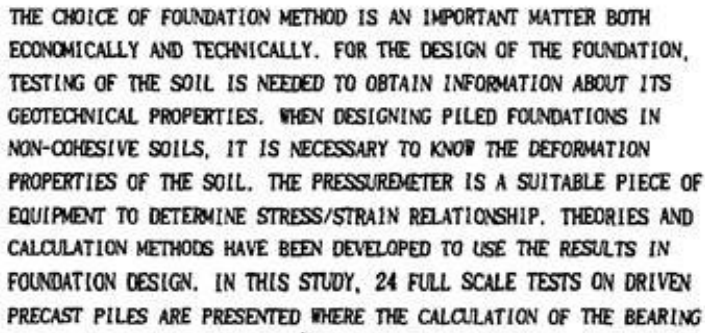 THE CHOICE OF FOUNDATION METHOD IS AN IMPORTANT MATTER BOTH
ECONOMICALLY AND TECHNICALLY. FOR THE DESIGN OF THE FOUNDATION,
TESTING OF THE SOIL IS NEEDED TO OBTAIN INFORMATION ABOUT ITS
GEOTECHNICAL PROPERTIES. WHEN DESIGNING PILED FOUNDATIONS IN
NON-COHESIVE SOILS, IT IS NECESSARY TO KNOW THE DEFORMATION
PROPERTIES OF THE SOIL. THE PRESSUREMETER IS A SUITABLE PIECE OF
EQUIPMENT TO DETERMINE STRESS/STRAIN RELATIONSHIP. THEORIES AND
CALCULATION METHODS HAVE BEEN DEVELOPED TO USE THE RESULTS IN
FOUNDATION DESIGN. IN THIS STUDY, 24 FULL SCALE TESTS ON DRIVEN
PRECAST PILES ARE PRESENTED WHERE THE CALCULATION OF THE BEARING